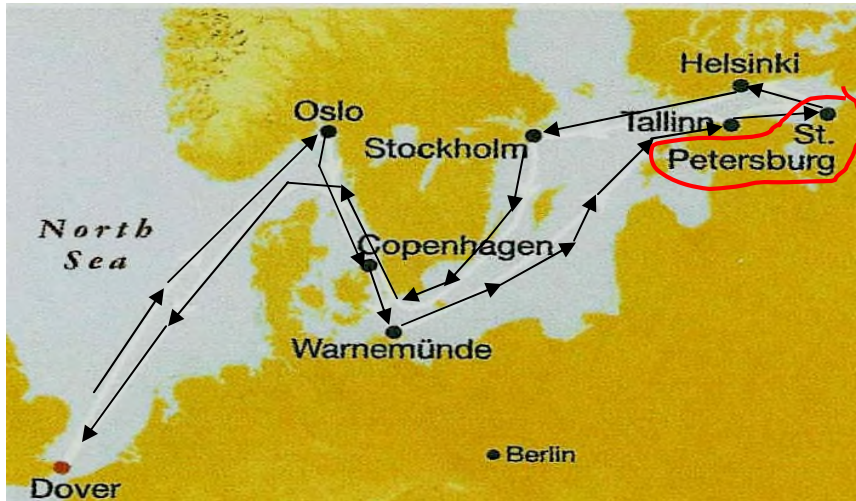 Helsinki
Oslo
Tallinn
St.
Stockholm
Petersburg
North
Sea
Copenhagen
Warnemünde
Berlin
Dover